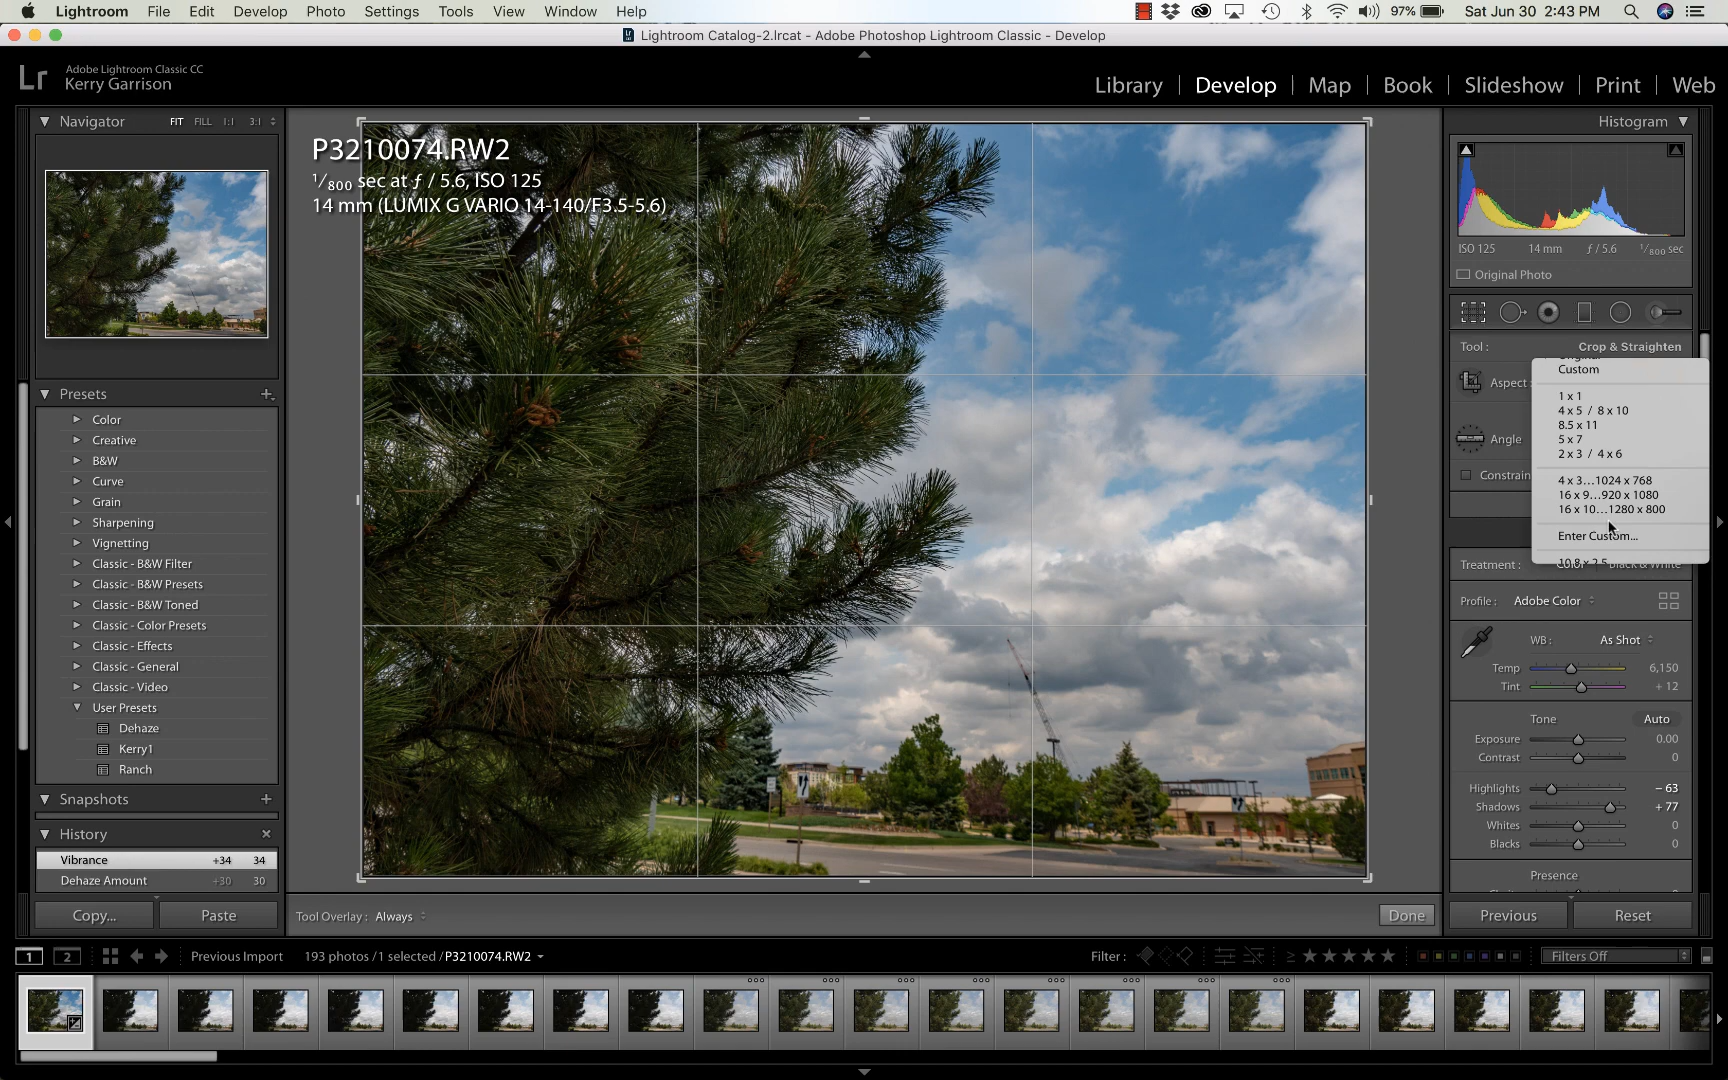 Lightroom File Edit Develop Photo Settings Tools View Window Help 97% Sat Jun 30 2:43 PM
Lightroom Catalog-2.lrcat - Adobe Photoshop Lightroom Classic - Develop
Lr Adobe Lightroom Classic CC
Kerry Garrison
Library | Develop | Map | Book | Slideshow | Print | Web
Navigator FIT FILL 1:1 3:1
Presets
Color
Creative
B&W
Curve
Grain
Sharpening
Vignetting
Classic - B&W Filter
Classic - B&W Presets
Classic - B&W Toned
Classic - Color Presets
Classic - Effects
Classic - General
Classic - Video
User Presets
Dehaze
Kerry1
Ranch
Snapshots
History
Vibrance +34 34
Dehaze Amount +30 30
Copy... Paste
P3210074.RW2
1/800 sec at ƒ / 5.6, ISO 125
14 mm (LUMIX G VARIO 14-140/F3.5-5.6)
Tool Overlay : Always
Done
Histogram
ISO 125 14 mm ƒ / 5.6 1/800 sec
Original Photo
Tool : Crop & Straighten
Aspect
Angle
Constrain
Original
Custom
1 x 1
4 x 5 / 8 x 10
8.5 x 11
5 x 7
2 x 3 / 4 x 6
4 x 3...1024 x 768
16 x 9...920 x 1080
16 x 10...1280 x 800
Enter Custom...
Treatment : Color Black & White
Profile : Adobe Color
WB : As Shot
Temp 6,150
Tint + 12
Tone Auto
Exposure 0.00
Contrast 0
Highlights – 63
Shadows + 77
Whites 0
Blacks 0
Presence
Previous Reset
1 2 Previous Import 193 photos / 1 selected / P3210074.RW2 Filter : Filters Off